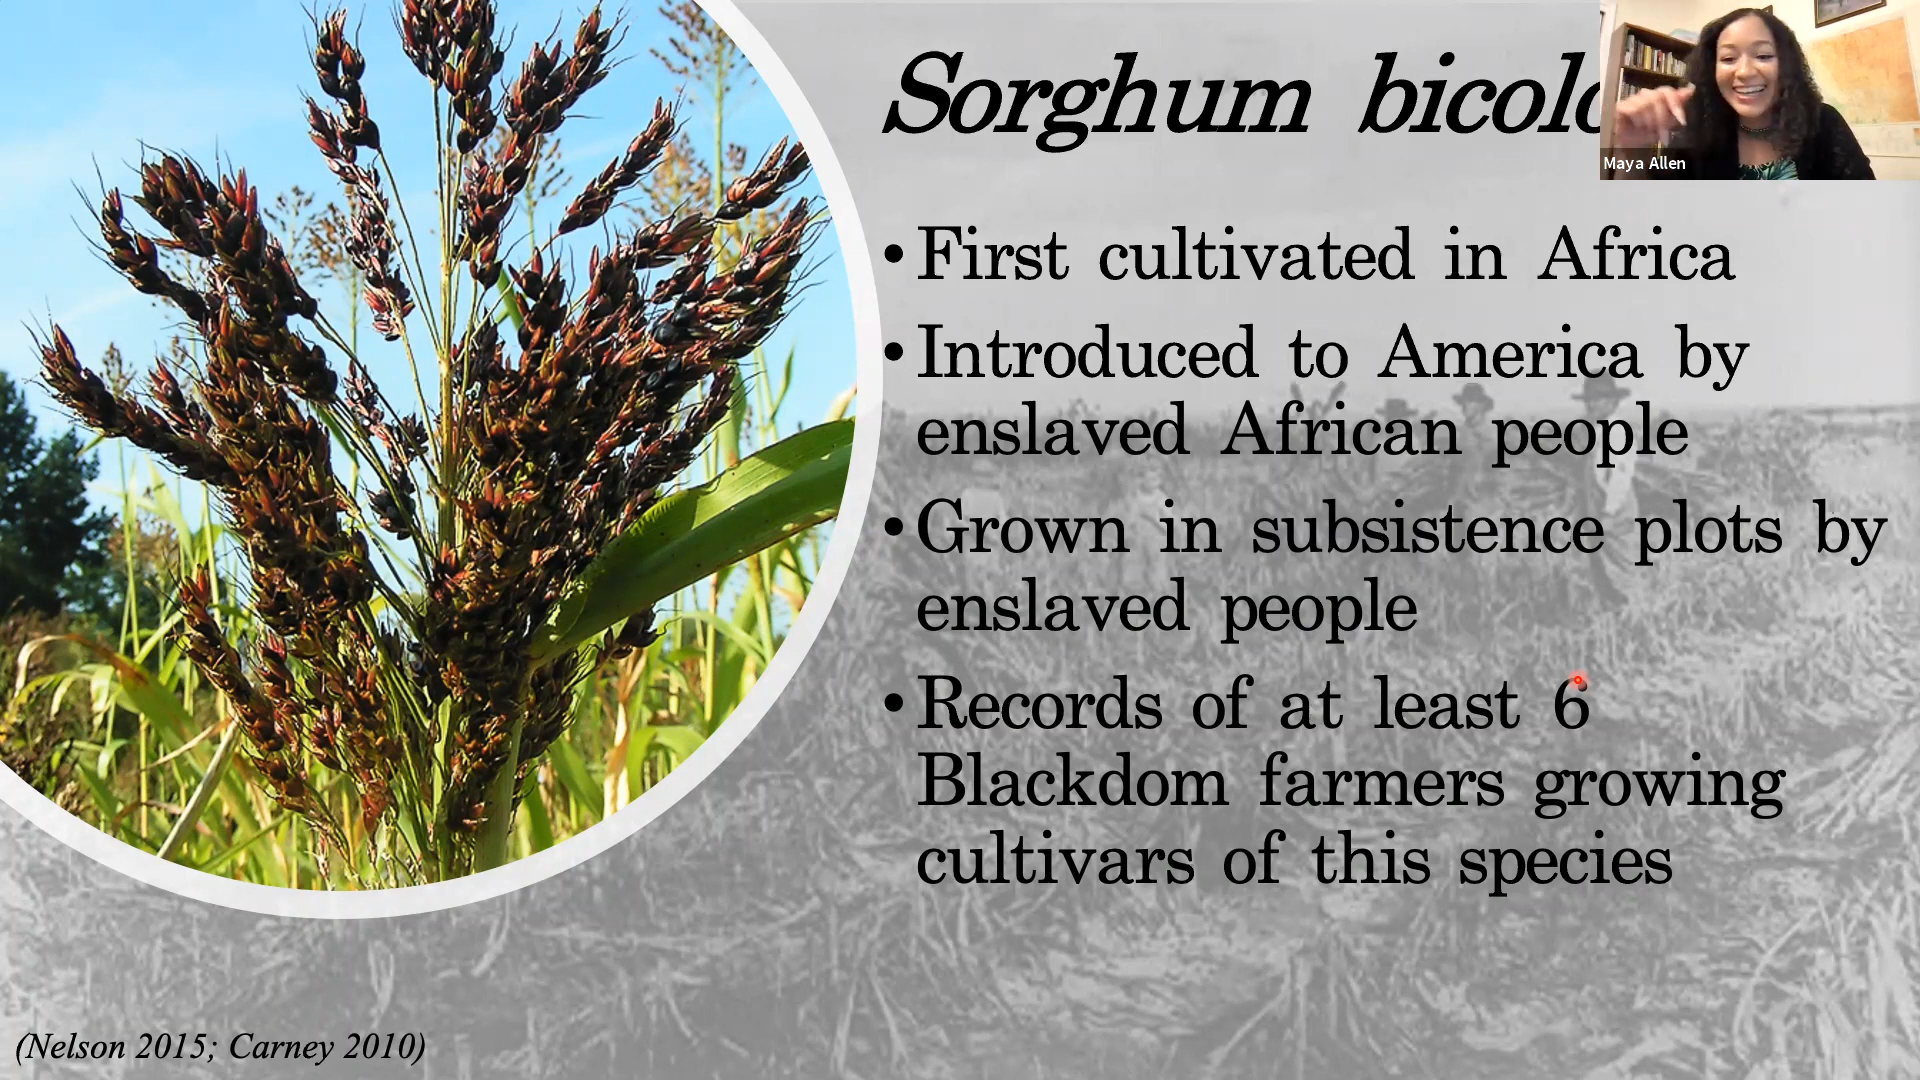 Sorghum bicolo
Maya Allen
• First cultivated in Africa
• Introduced to America by
enslaved African people
• Grown in subsistence plots by
enslaved people
• Records of at least 6
Blackdom farmers growing
cultivars of this species
(Nelson 2015; Carney 2010)